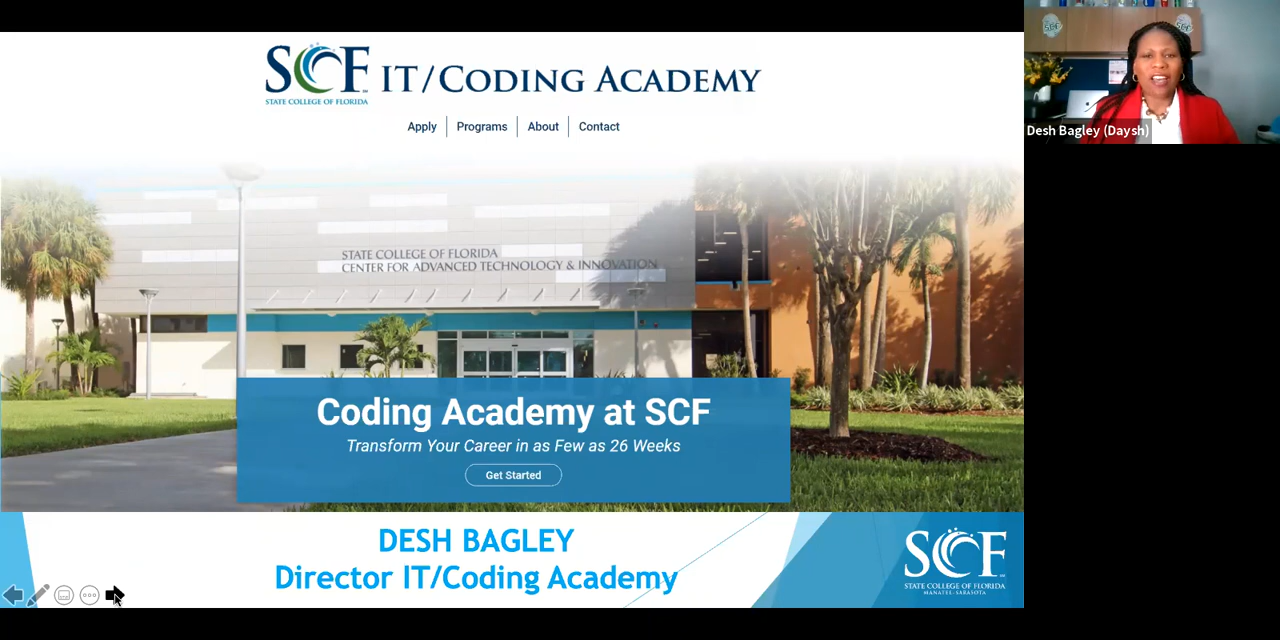 SCF IT/CODING ACADEMY
STATE COLLEGE OF FLORIDA
Apply
Programs
About
Contact
STATE COLLEGE OF FLORIDA
CENTER FOR ADVANCED TECHNOLOGY & INNOVATION
Coding Academy at SCF
Transform Your Career in as Few as 26 Weeks
Get Started
DESH BAGLEY
Director IT/Coding Academy
SCF
STATE COLLEGE OF FLORIDA
MANATEE-SARASOTA
SCF
SCF
Desh Bagley (Daysh)